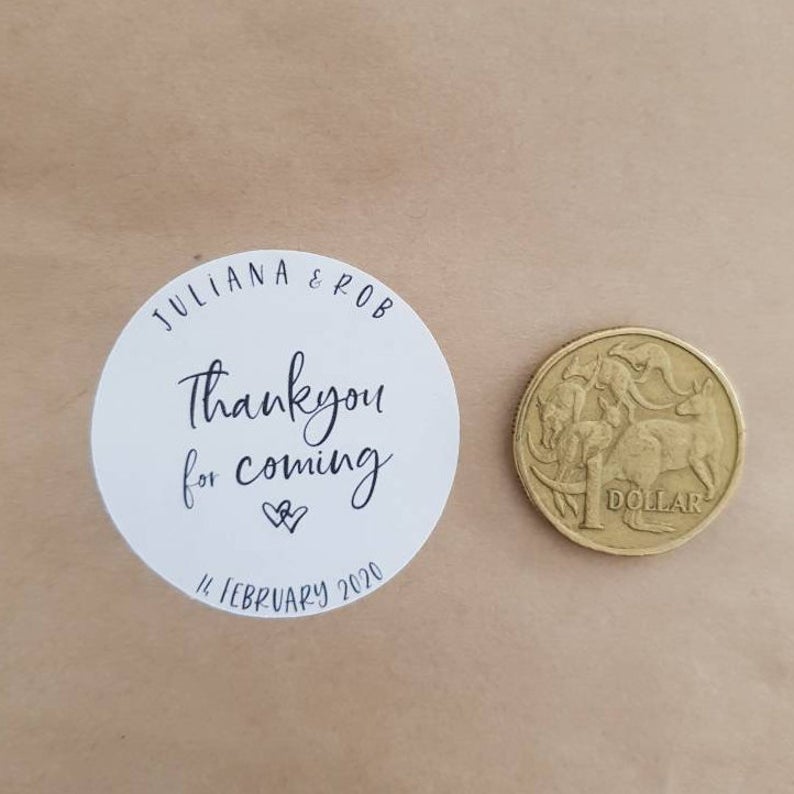 JULiANA & ROB
Thankyou
for coming
14 FEBRUARY 2020
1
DOLLAR